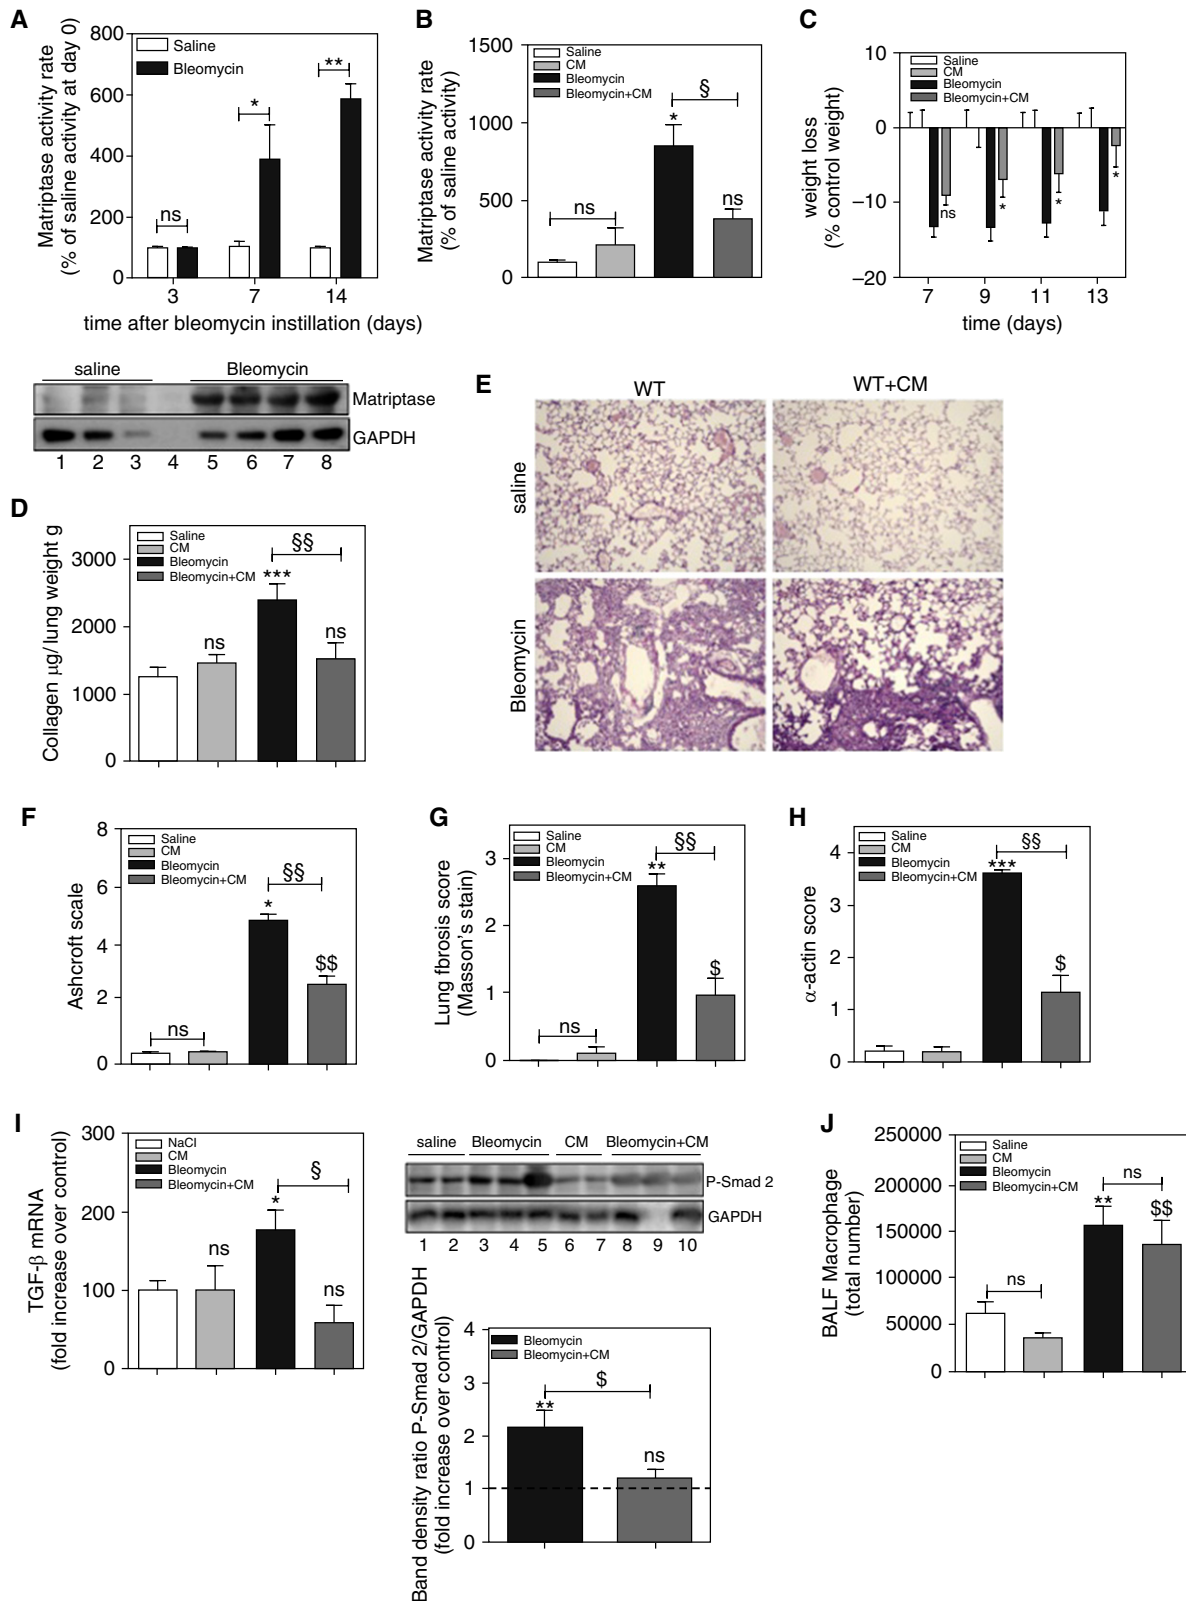 A
Matriptase activity rate
(% of saline activity at day 0)
800
600
400
200
0
Saline
Bleomycin
ns
*
**
3 7 14
time after bleomycin instillation (days)
saline Bleomycin
Matriptase
GAPDH
1 2 3 4 5 6 7 8
B
Matriptase activity rate
(% of saline activity)
1500
1000
500
0
Saline
CM
Bleomycin
Bleomycin+CM
ns
*
§
ns
C
weight loss
(% control weight)
10
0
−10
−20
Saline
CM
Bleomycin
Bleomycin+CM
ns
*
*
*
7 9 11 13
time (days)
D
Collagen µg/lung weight g
3000
2000
1000
0
Saline
CM
Bleomycin
Bleomycin+CM
ns
***
§§
ns
E
WT WT+CM
saline
Bleomycin
F
Ashcroft scale
8
6
4
2
0
Saline
CM
Bleomycin
Bleomycin+CM
ns
*
§§
$$
G
Lung fbrosis score
(Masson's stain)
3
2
1
0
Saline
CM
Bleomycin
Bleomycin+CM
ns
**
§§
$
H
α-actin score
4
3
2
1
0
Saline
CM
Bleomycin
Bleomycin+CM
***
§§
$
I
TGF-β mRNA
(fold increase over control)
300
200
100
0
NaCl
CM
Bleomycin
Bleomycin+CM
ns
*
§
ns
saline Bleomycin CM Bleomycin+CM
P-Smad 2
GAPDH
1 2 3 4 5 6 7 8 9 10
Band density ratio P-Smad 2/GAPDH
(fold increase over control)
4
3
2
1
0
Bleomycin
Bleomycin+CM
**
$
ns
J
BALF Macrophage
(total number)
250000
200000
150000
100000
50000
0
Saline
CM
Bleomycin
Bleomycin+CM
ns
**
ns
$$